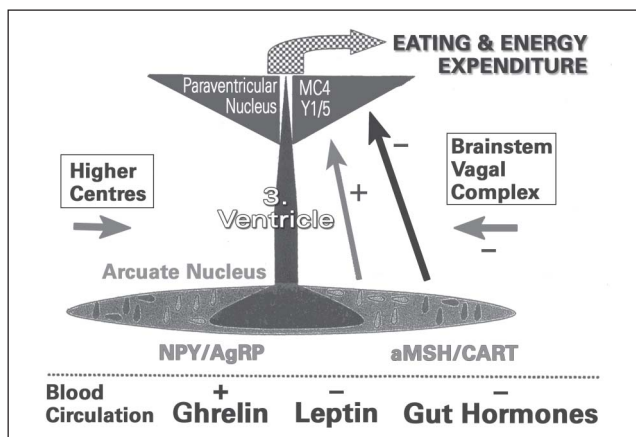 EATING & ENERGY
EXPENDITURE
Paraventricular
Nucleus
MC4
Y1/5
Higher
Centres
3.
Ventricle
+
−
Brainstem
Vagal
Complex
−
Arcuate Nucleus
NPY/AgRP
aMSH/CART
Blood
Circulation
+
Ghrelin
−
Leptin
−
Gut Hormones